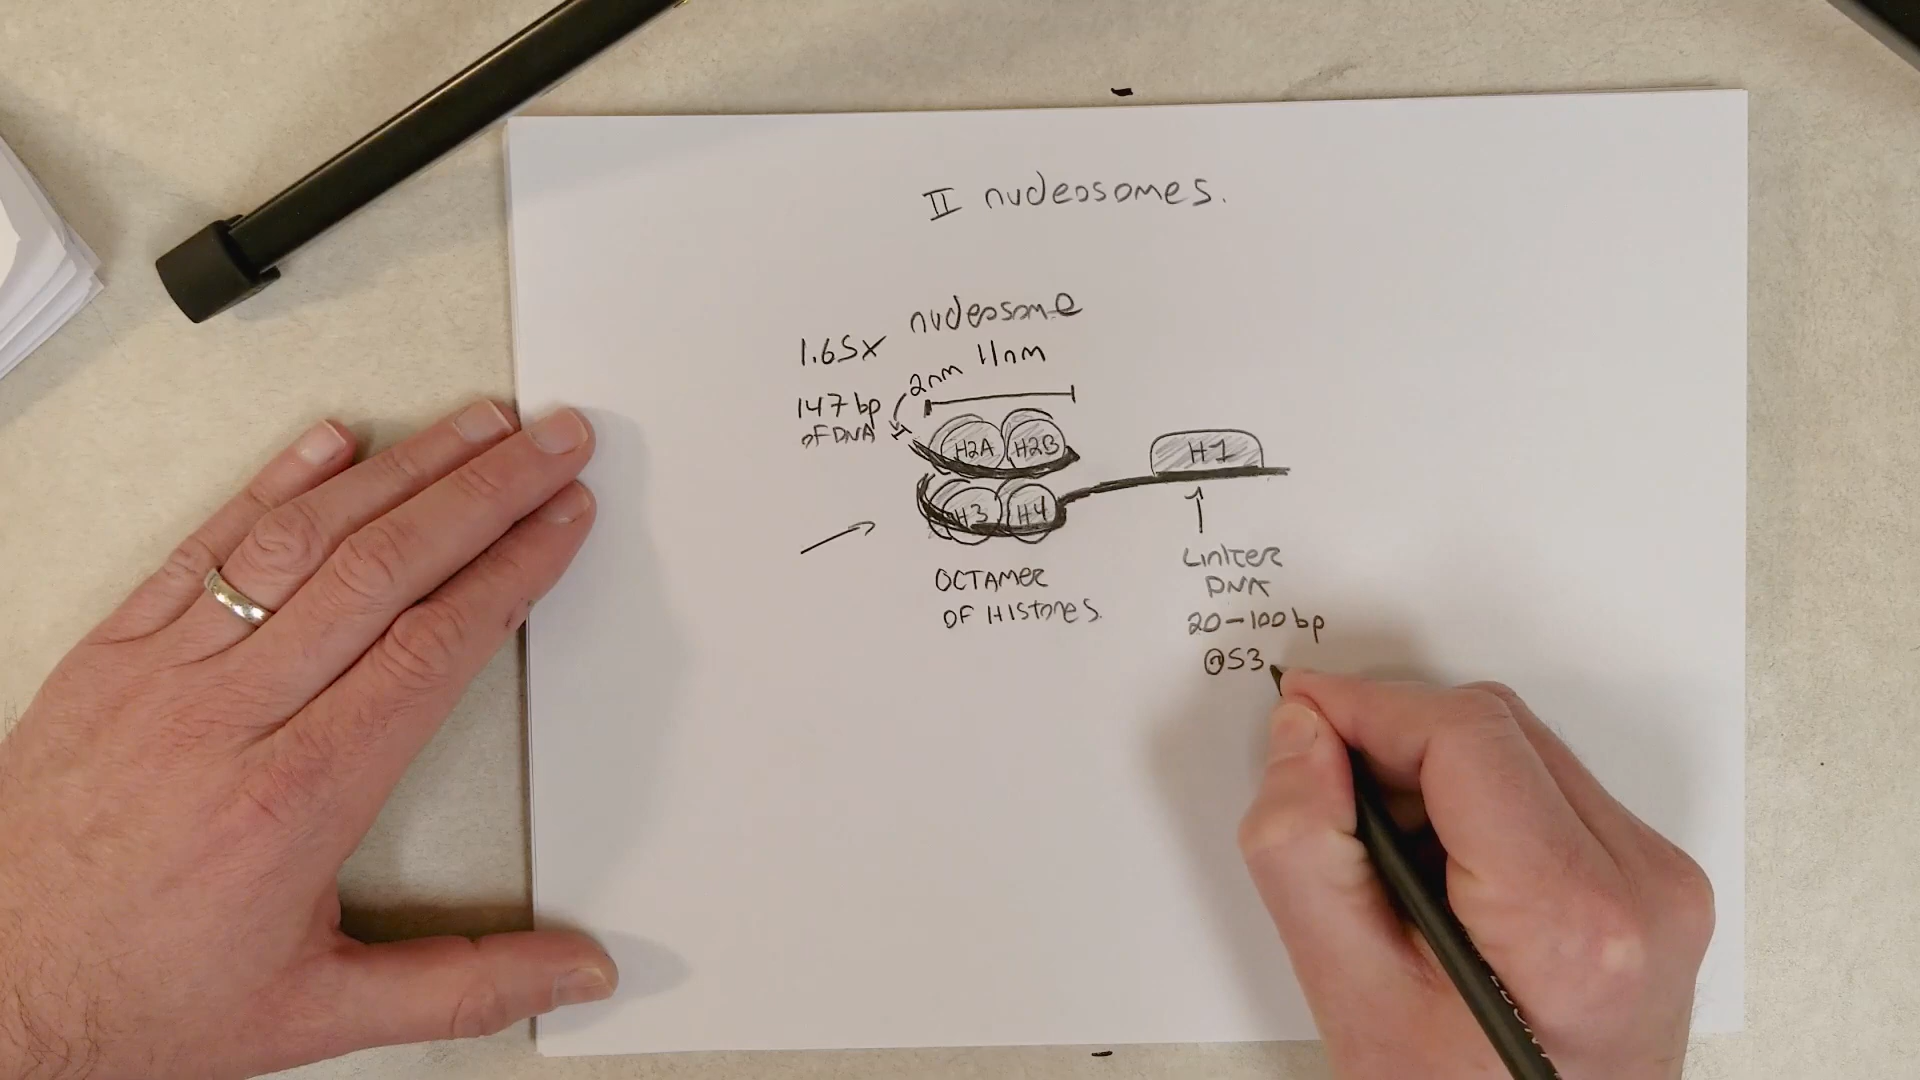 II nucleosomes.
nucleosome
1.65x
11nm
2nm
147 bp
of DNA
H2A H2B
H3 H4
H1
OCTAMER
OF HISTONES.
LINKER
DNA
20-100 bp
@53